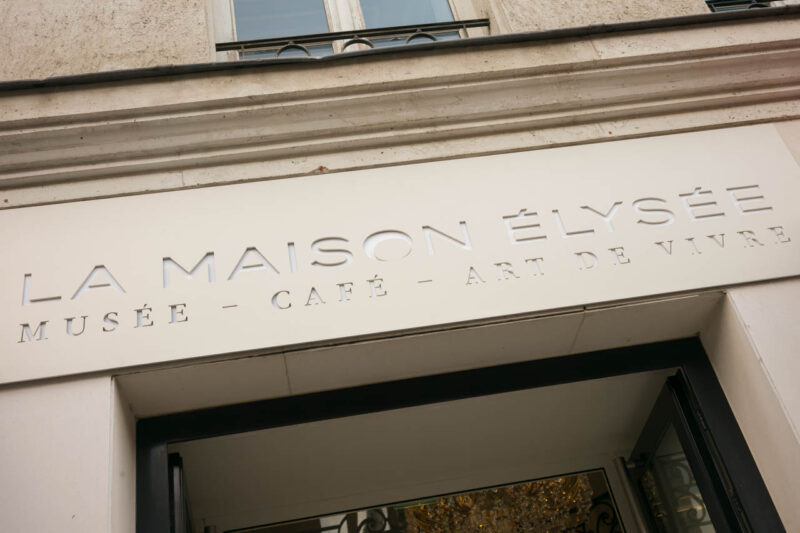 LA MAISON ÉLYSÉE
MUSÉE – CAFÉ – ART DE VIVRE